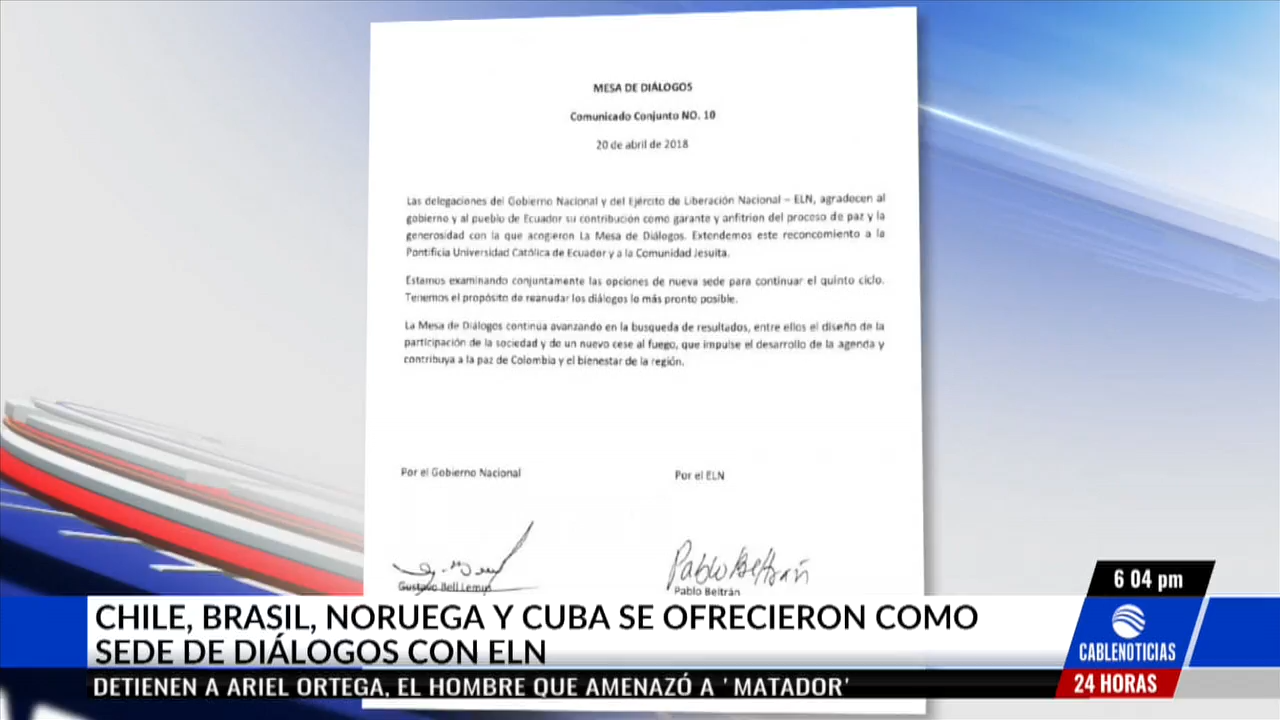 MESA DE DIÁLOGOS
Comunicado Conjunto NO. 10
20 de abril de 2018
Las delegaciones del Gobierno Nacional y del Ejército de Liberación Nacional – ELN, agradecen al
gobierno y al pueblo de Ecuador su contribución como garante y anfitrion del proceso de paz y la
generosidad con la que acogieron La Mesa de Diálogos. Extendemos este reconcomiento a la
Pontificia Universidad Católica de Ecuador y a la Comunidad Jesuita.
Estamos examinando conjuntamente las opciones de nueva sede para continuar el quinto ciclo.
Tenemos el propósito de reanudar los diálogos lo más pronto posible.
La Mesa de Diálogos continúa avanzando en la busqueda de resultados, entre ellos el diseño de la
participación de la sociedad y de un nuevo cese al fuego, que impulse el desarrollo de la agenda y
contribuya a la paz de Colombia y el bienestar de la región.
Por el Gobierno Nacional
Por el ELN
Pablo Beltrán
Gustavo Bell Lemus
Pablo Beltrán
6 04 pm
CHILE, BRASIL, NORUEGA Y CUBA SE OFRECIERON COMO
SEDE DE DIÁLOGOS CON ELN
CABLENOTICIAS
24 HORAS
DETIENEN A ARIEL ORTEGA, EL HOMBRE QUE AMENAZÓ A 'MATADOR'